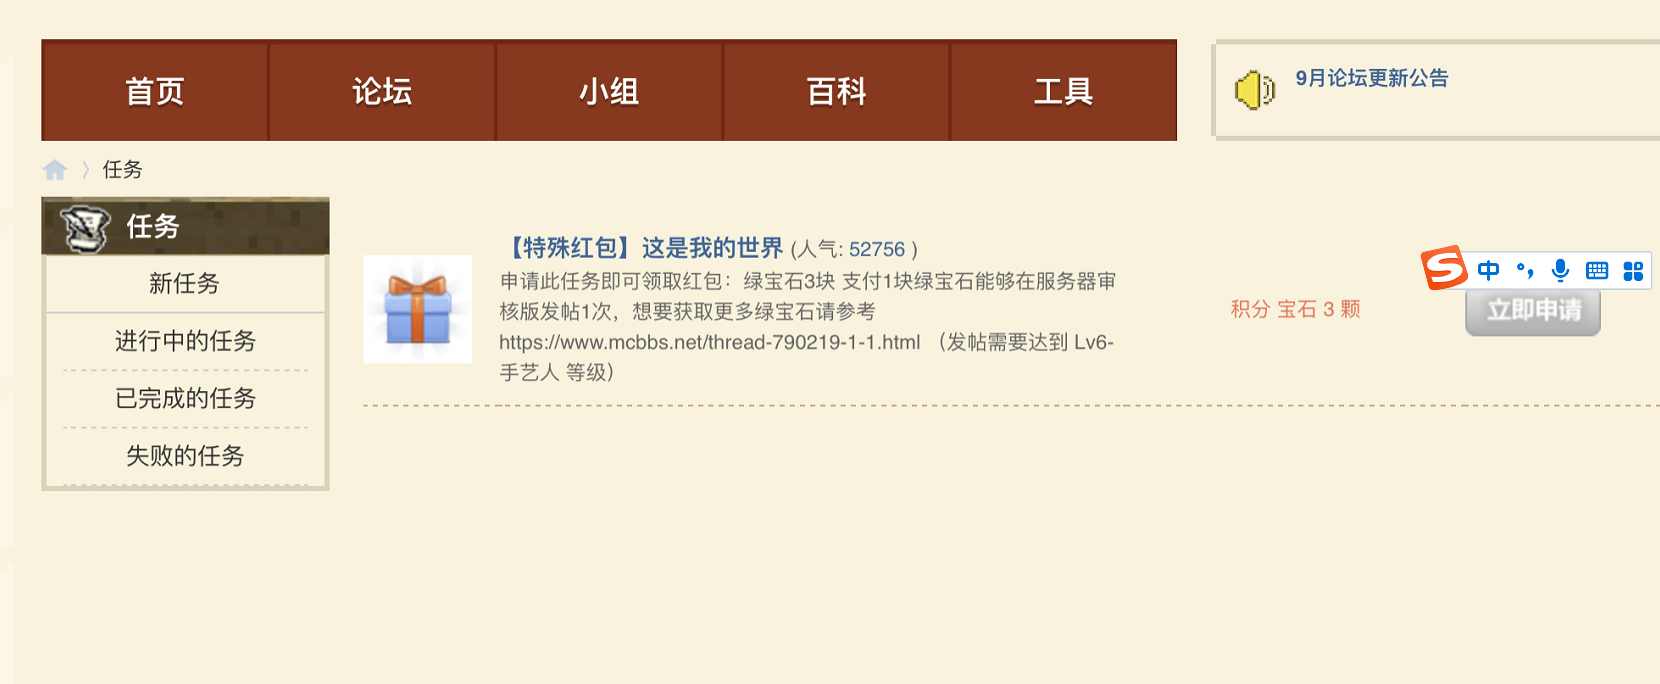 首页 论坛 小组 百科 工具
9月论坛更新公告
任务
任务
新任务
进行中的任务
已完成的任务
失败的任务
【特殊红包】这是我的世界 (人气: 52756 )
申请此任务即可领取红包：绿宝石3块 支付1块绿宝石能够在服务器审
核版发帖1次，想要获取更多绿宝石请参考
https://www.mcbbs.net/thread-790219-1-1.html （发帖需要达到 Lv6-
手艺人 等级）
积分 宝石 3 颗
中
立即申请